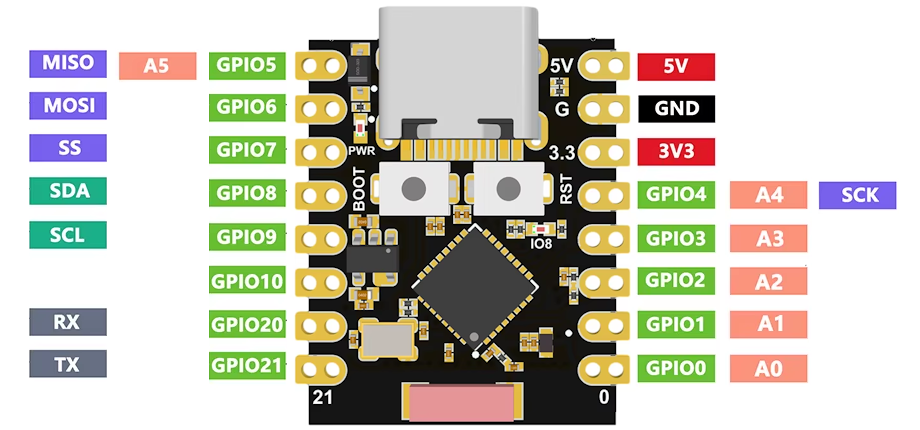 MISO A5 GPIO5 5V 5V
MOSI GPIO6 G GND
SS GPIO7 PWR 3.3 3V3
SDA GPIO8 BOOT RST GPIO4 A4 SCK
SCL GPIO9 IO8 GPIO3 A3
GPIO10 GPIO2 A2
RX GPIO20 GPIO1 A1
TX GPIO21 GPIO0 A0
21 0